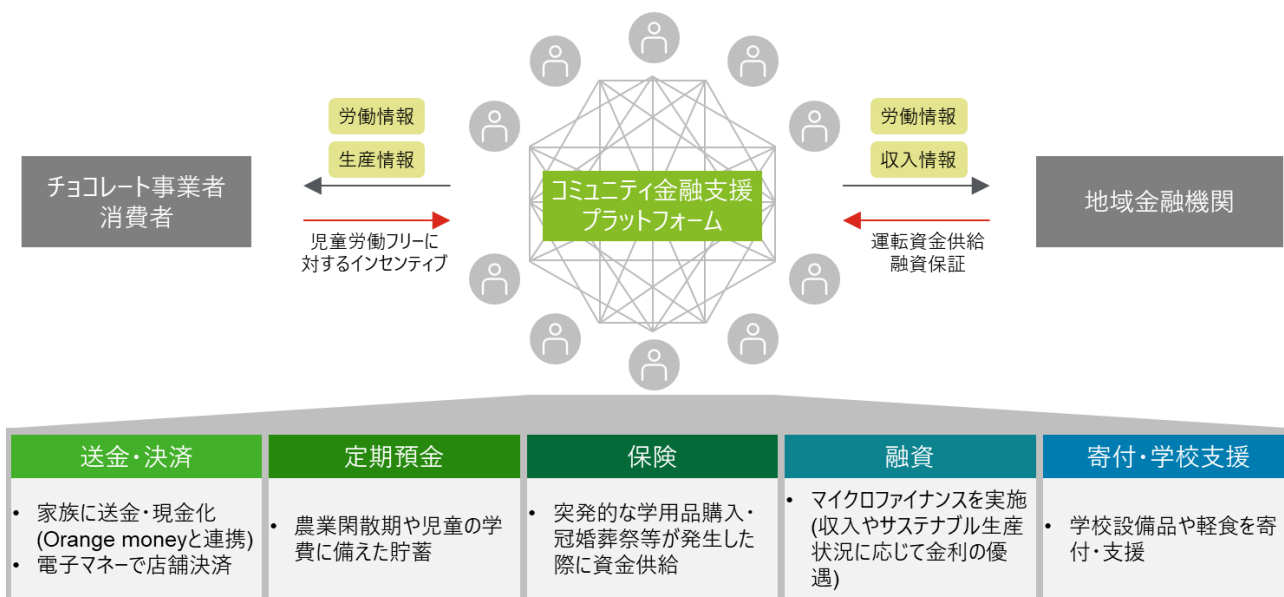 労働情報
生産情報
チョコレート事業者
消費者
児童労働フリーに
対するインセンティブ
コミュニティ金融支援
プラットフォーム
労働情報
収入情報
運転資金供給
融資保証
地域金融機関
送金・決済
• 家族に送金・現金化
(Orange moneyと連携)
• 電子マネーで店舗決済
定期預金
• 農業閑散期や児童の学
費に備えた貯蓄
保険
• 突発的な学用品購入・
冠婚葬祭等が発生した
際に資金供給
融資
• マイクロファイナンスを実施
(収入やサステナブル生産
状況に応じて金利の優
遇)
寄付・学校支援
• 学校設備品や軽食を寄
付・支援